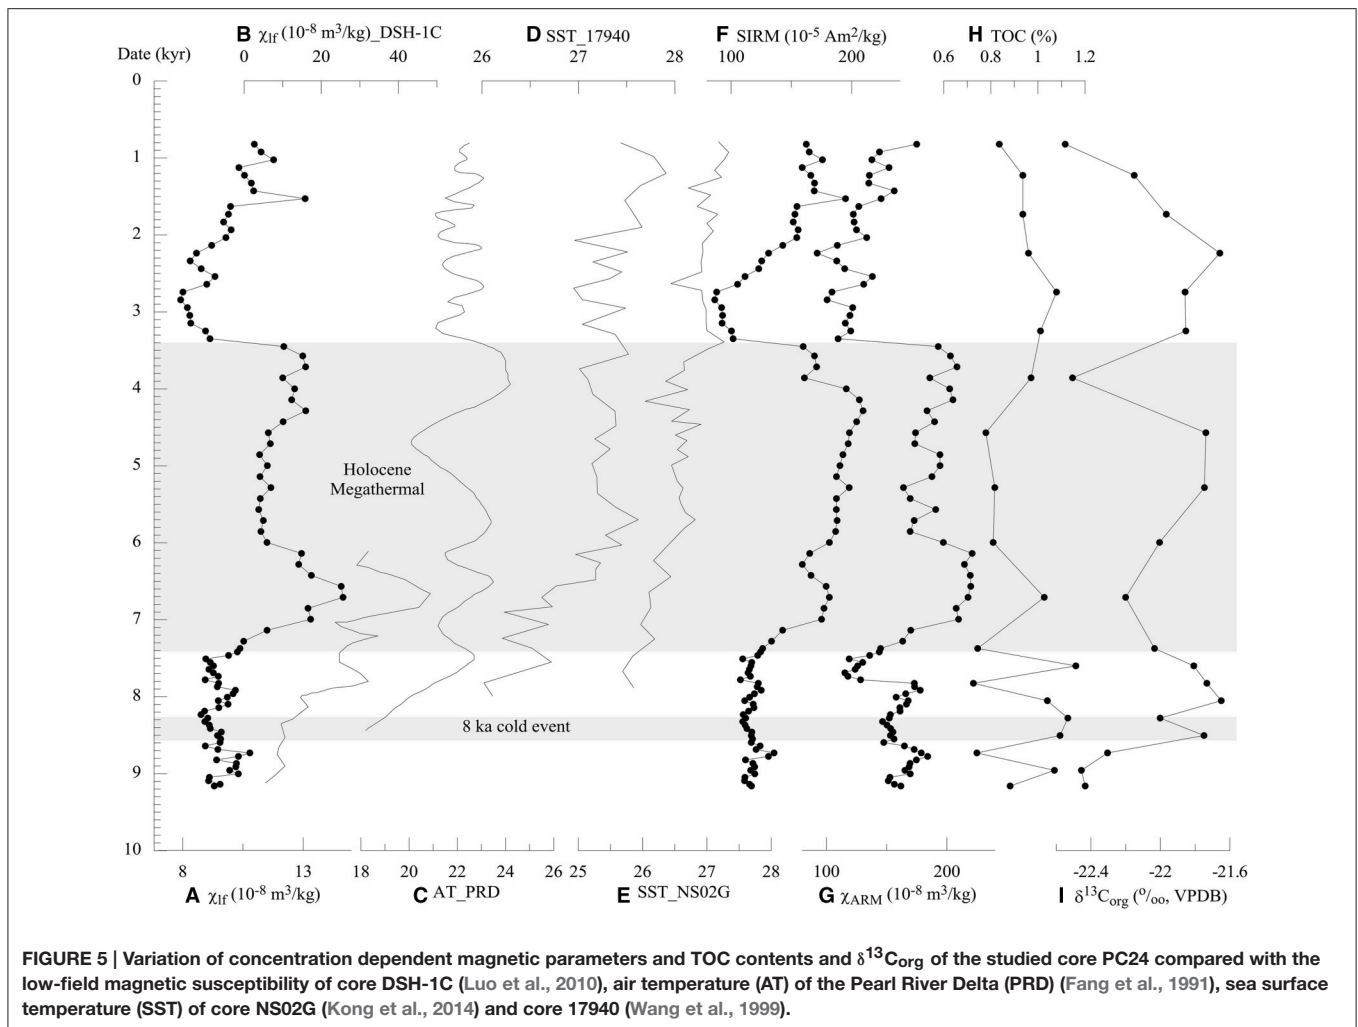 B χlf (10-8 m3/kg)_DSH-1C D SST_17940 F SIRM (10-5 Am2/kg) H TOC (%)
Date (kyr) 0 20 40 26 27 28 100 200 0.6 0.8 1 1.2
0
1
2
3
4
5
6
7
8
9
10
Holocene
Megathermal
8 ka cold event
8 13 18 20 22 24 26 26 27 28 100 200 -22.4 -22 -21.6
A χlf (10-8 m3/kg) C AT_PRD E SST_NS02G G χARM (10-8 m3/kg) I δ13Corg (o/oo, VPDB)
FIGURE 5 | Variation of concentration dependent magnetic parameters and TOC contents and δ13Corg of the studied core PC24 compared with the
low-field magnetic susceptibility of core DSH-1C (Luo et al., 2010), air temperature (AT) of the Pearl River Delta (PRD) (Fang et al., 1991), sea surface
temperature (SST) of core NS02G (Kong et al., 2014) and core 17940 (Wang et al., 1999).